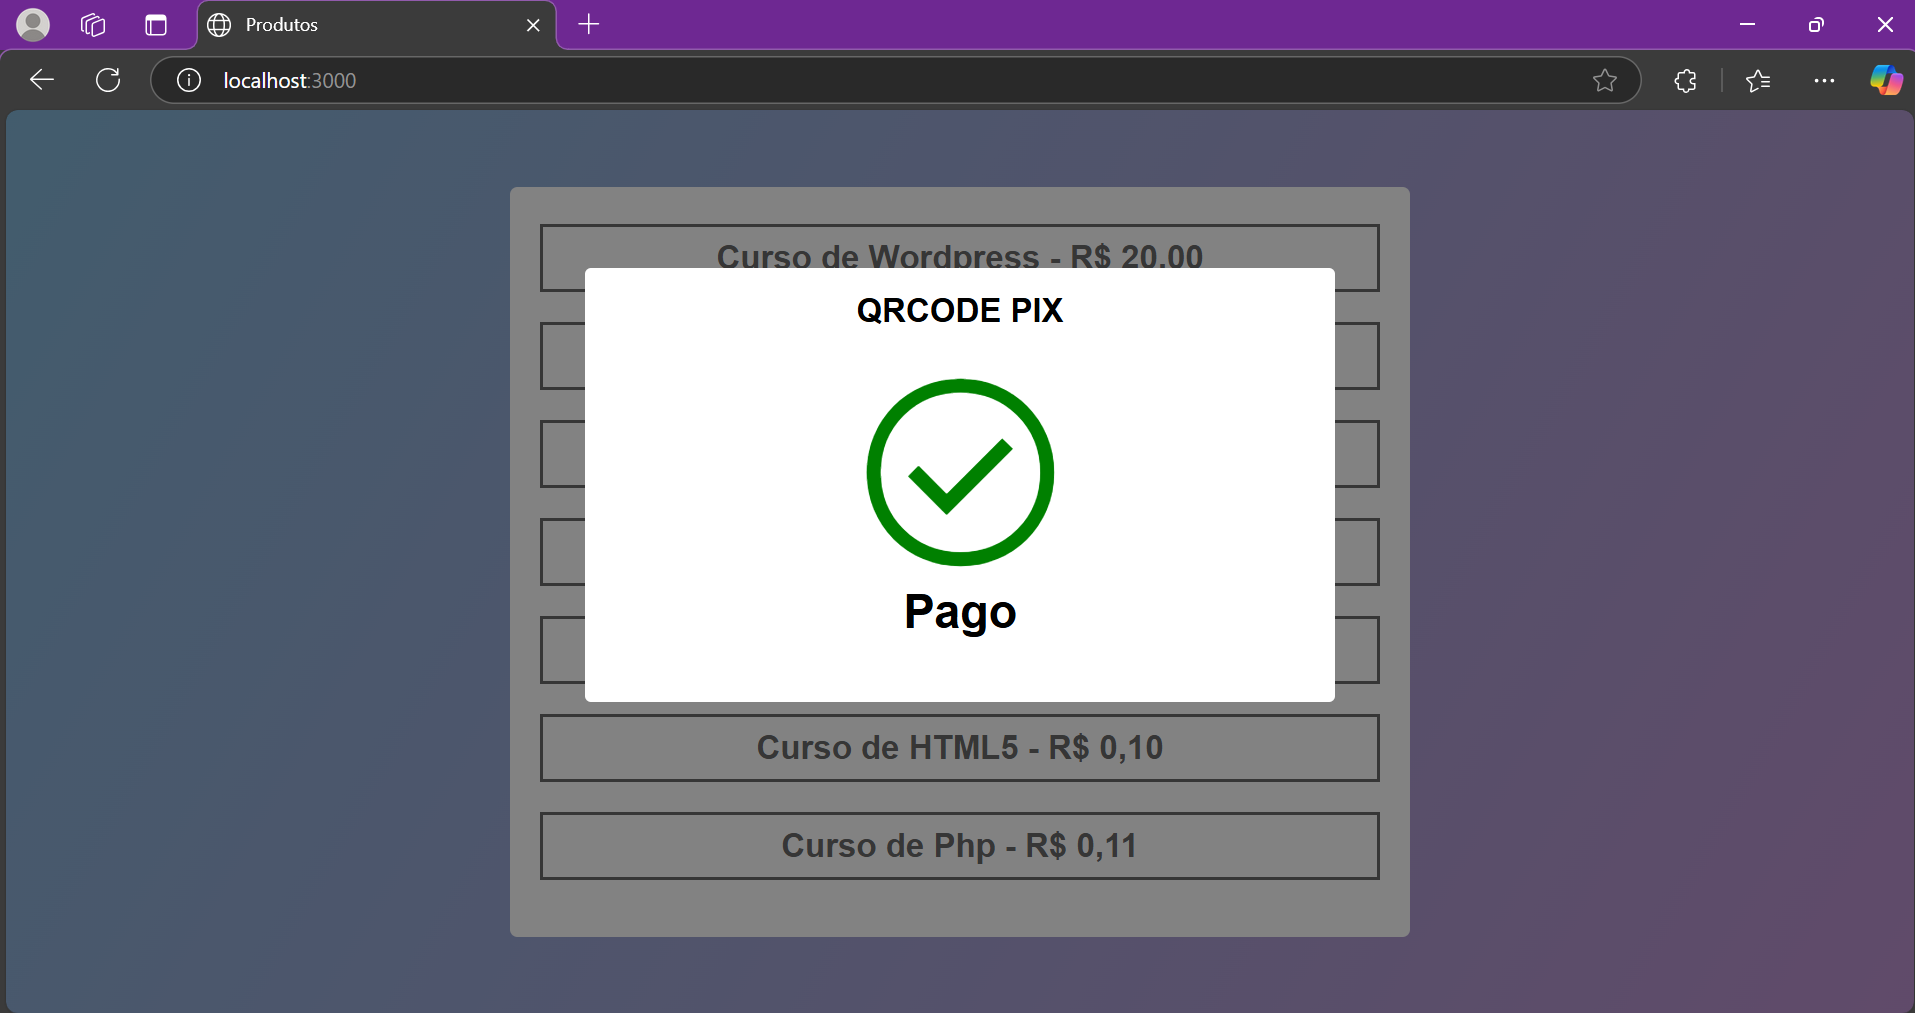 Produtos
localhost:3000
Curso de Wordpress - R$ 20,00
QRCODE PIX
Pago
Curso de HTML5 - R$ 0,10
Curso de Php - R$ 0,11